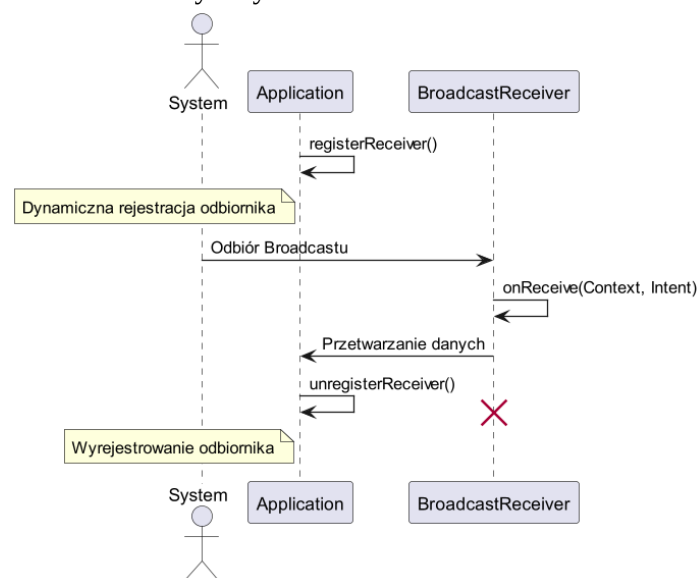 System
Application
BroadcastReceiver
registerReceiver()
Dynamiczna rejestracja odbiornika
Odbiór Broadcastu
onReceive(Context, Intent)
Przetwarzanie danych
unregisterReceiver()
Wyrejestrowanie odbiornika
System
Application
BroadcastReceiver